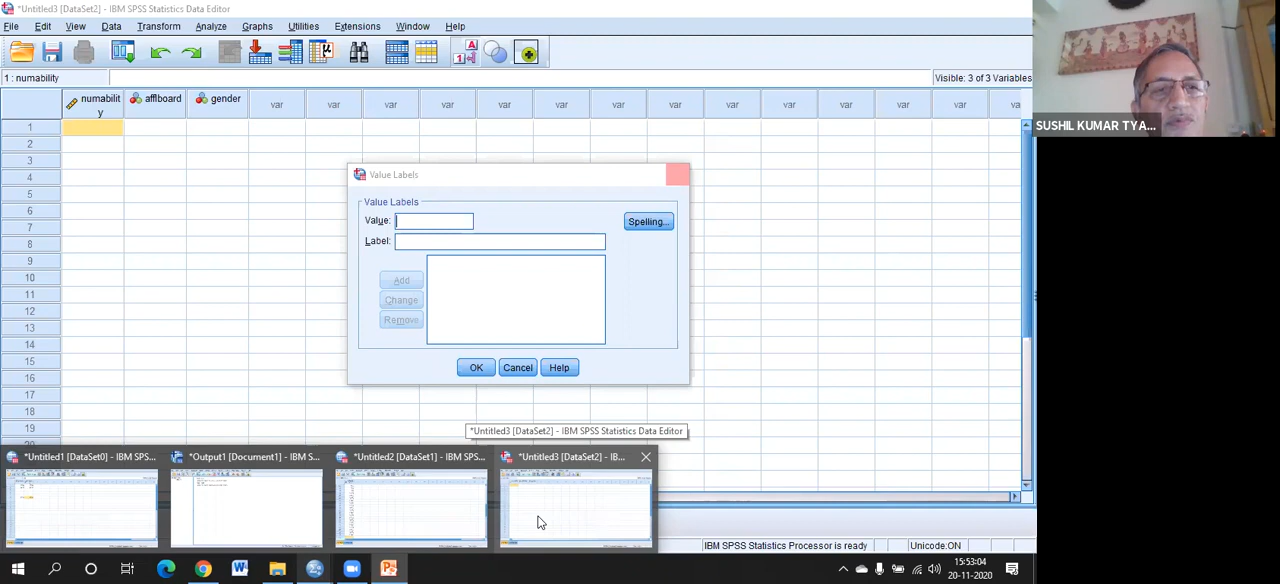 *Untitled3 [DataSet2] - IBM SPSS Statistics Data Editor
File Edit View Data Transform Analyze Graphs Utilities Extensions Window Help
1 : numability
Visible: 3 of 3 Variables
numabilit
y
afflboard
gender
var var var var var var var var var var var var var
1
2
3
4
5
6
7
8
9
10
11
12
13
14
15
16
17
18
19
Value Labels
Value Labels
Value:
Spelling...
Label:
Add
Change
Remove
OK Cancel Help
*Untitled3 [DataSet2] - IBM SPSS Statistics Data Editor
*Untitled1 [DataSet0] - IBM SPS...
*Output1 [Document1] - IBM SPS...
*Untitled2 [DataSet1] - IBM SPS...
*Untitled3 [DataSet2] - IB...
IBM SPSS Statistics Processor is ready
Unicode:ON
15:53:04
20-11-2020
SUSHIL KUMAR TYA...